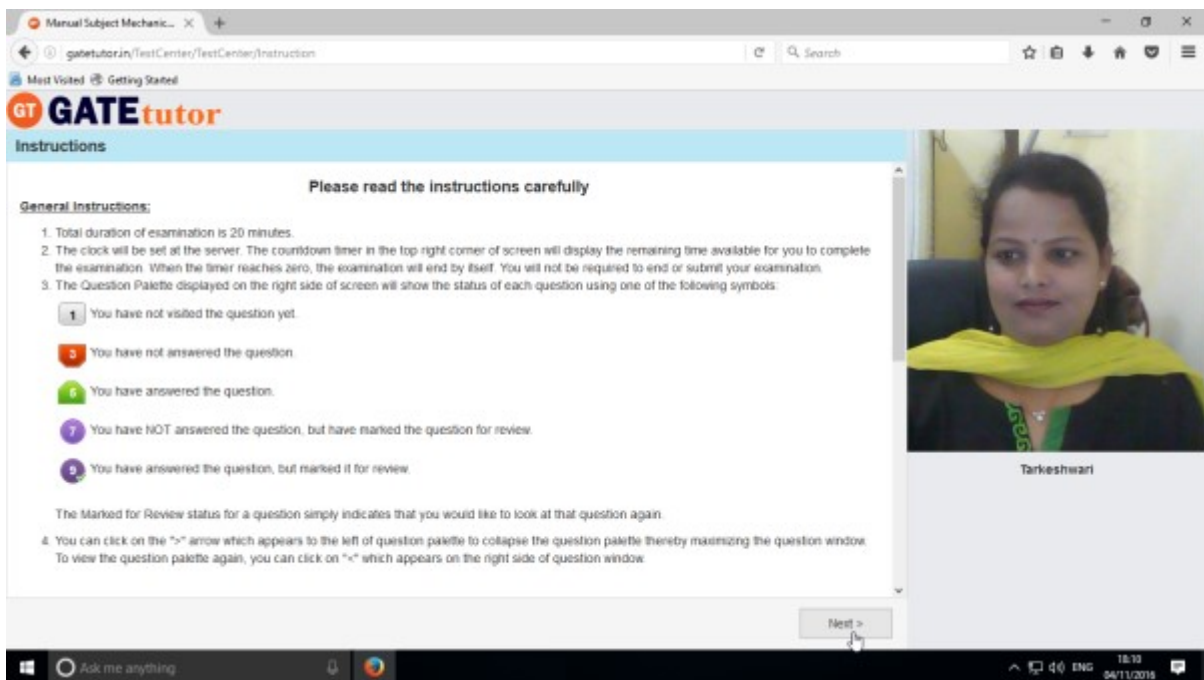 Manual Subject Mechanic...
gatetutor.in/TestCenter/TestCenter/Instruction
Search
Most Visited Getting Started
GT GATEtutor
Instructions
Please read the instructions carefully
General Instructions:
1. Total duration of examination is 20 minutes.
2. The clock will be set at the server. The countdown timer in the top right corner of screen will display the remaining time available for you to complete
the examination. When the timer reaches zero, the examination will end by itself. You will not be required to end or submit your examination.
3. The Question Palette displayed on the right side of screen will show the status of each question using one of the following symbols:
1 You have not visited the question yet.
3 You have not answered the question.
6 You have answered the question.
7 You have NOT answered the question, but have marked the question for review.
9 You have answered the question, but marked it for review.
The Marked for Review status for a question simply indicates that you would like to look at that question again.
4. You can click on the ">" arrow which appears to the left of question palette to collapse the question palette thereby maximizing the question window.
To view the question palette again, you can click on "<" which appears on the right side of question window.
Next >
Tarkeshwari
Ask me anything
ENG
18:10
04/11/2016